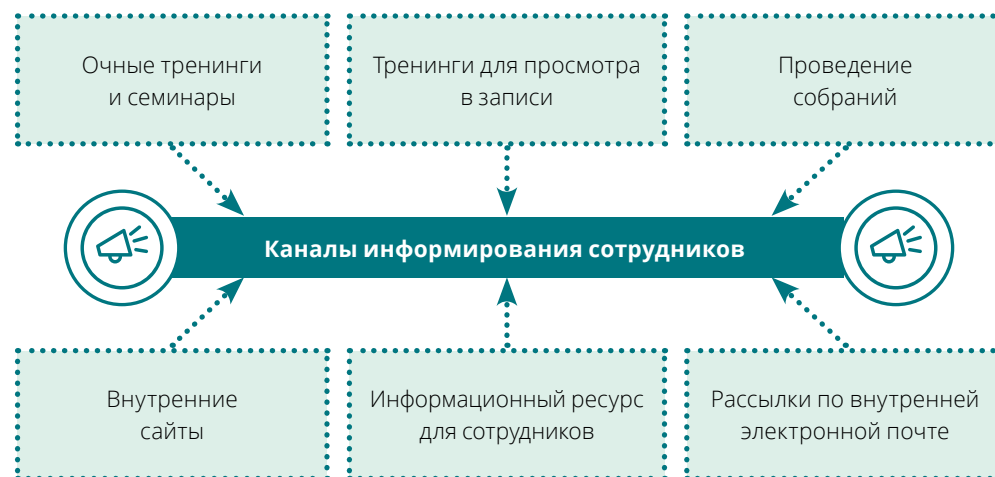 Очные тренинги
и семинары
Тренинги для просмотра
в записи
Проведение
собраний
Каналы информирования сотрудников
Внутренние
сайты
Информационный ресурс
для сотрудников
Рассылки по внутренней
электронной почте